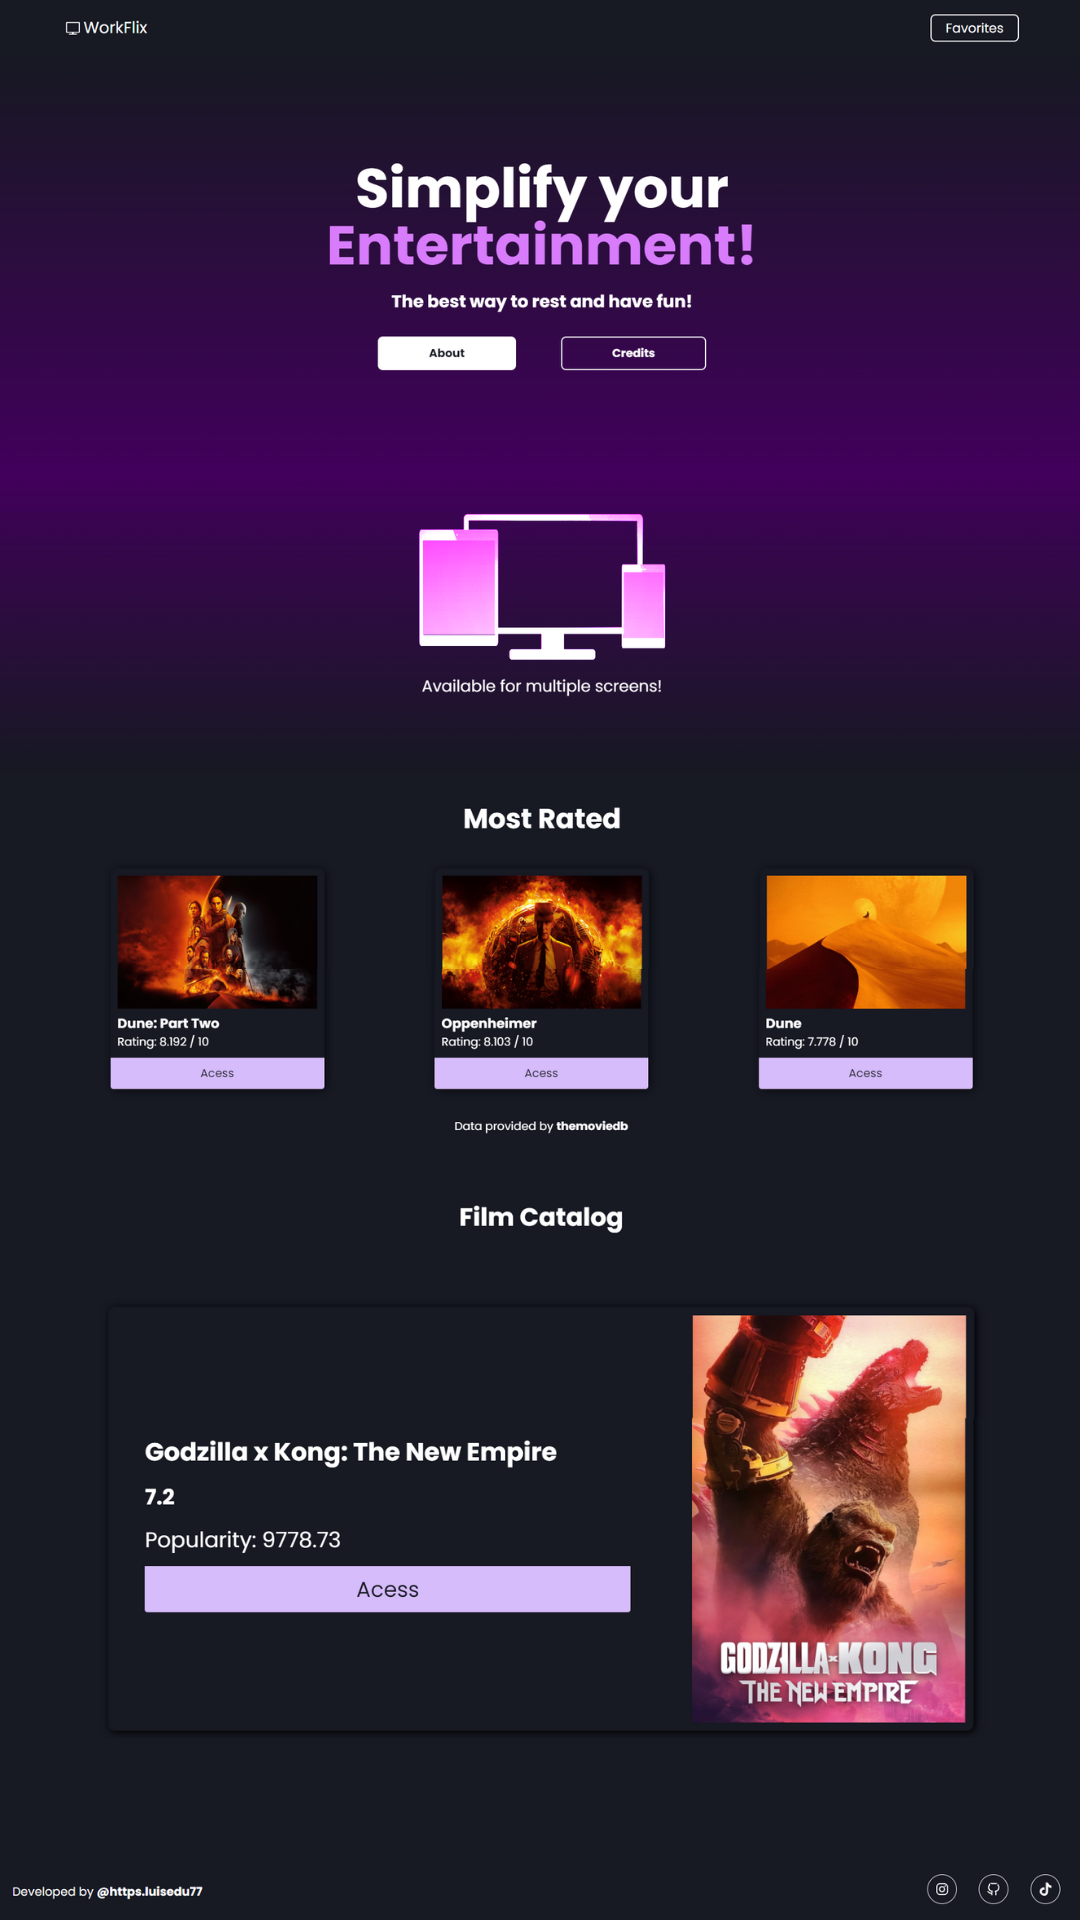 WorkFlix
Favorites
Simplify your
Entertainment!
The best way to rest and have fun!
About
Credits
Available for multiple screens!
Most Rated
Dune: Part Two
Rating: 8.192 / 10
Acess
Oppenheimer
Rating: 8.103 / 10
Acess
Dune
Rating: 7.778 / 10
Acess
Data provided by themoviedb
Film Catalog
Godzilla x Kong: The New Empire
7.2
Popularity: 9778.73
Acess
GODZILLA x KONG
THE NEW EMPIRE
Developed by @https.luisedu77